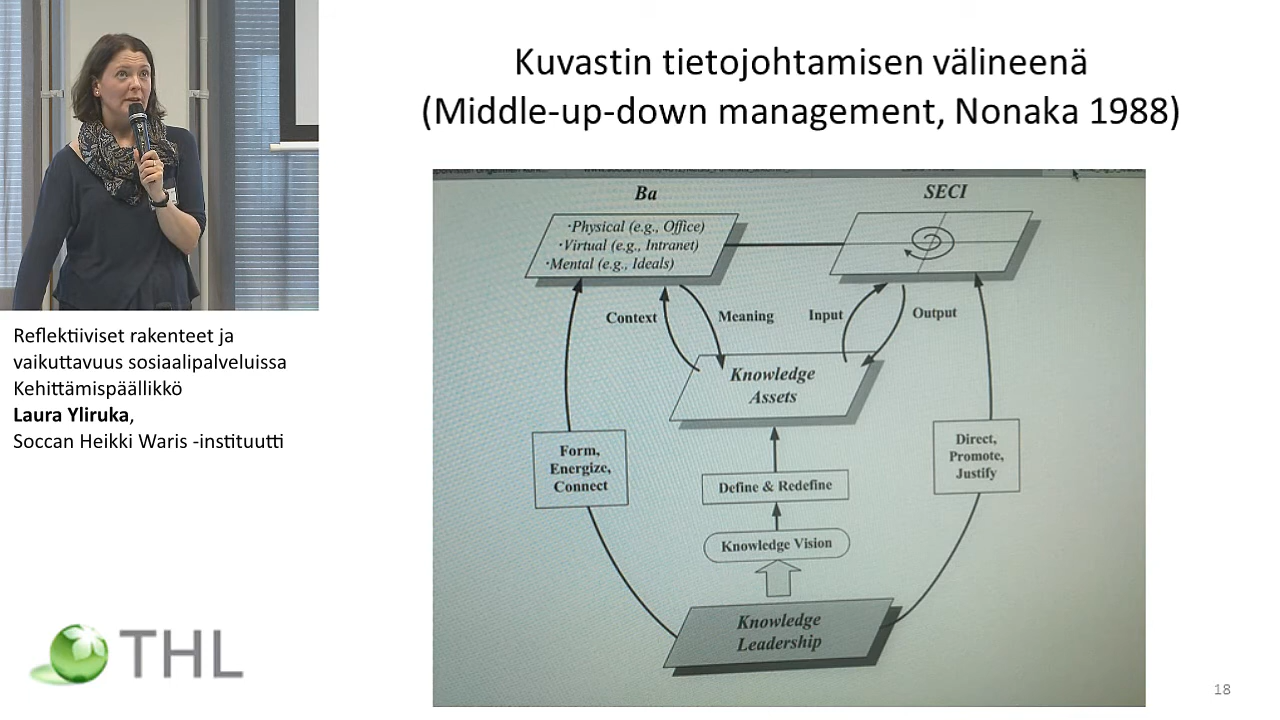 Kuvastin tietojohtamisen välineenä
(Middle-up-down management, Nonaka 1988)
Ba
SECI
·Physical (e.g., Office)
·Virtual (e.g., Intranet)
·Mental (e.g., Ideals)
Context
Meaning
Input
Output
Knowledge
Assets
Form,
Energize,
Connect
Direct,
Promote,
Justify
Define & Redefine
Knowledge Vision
Knowledge
Leadership
Reflektiiviset rakenteet ja
vaikuttavuus sosiaalipalveluissa
Kehittämispäällikkö
Laura Yliruka,
Soccan Heikki Waris -instituutti
THL
18